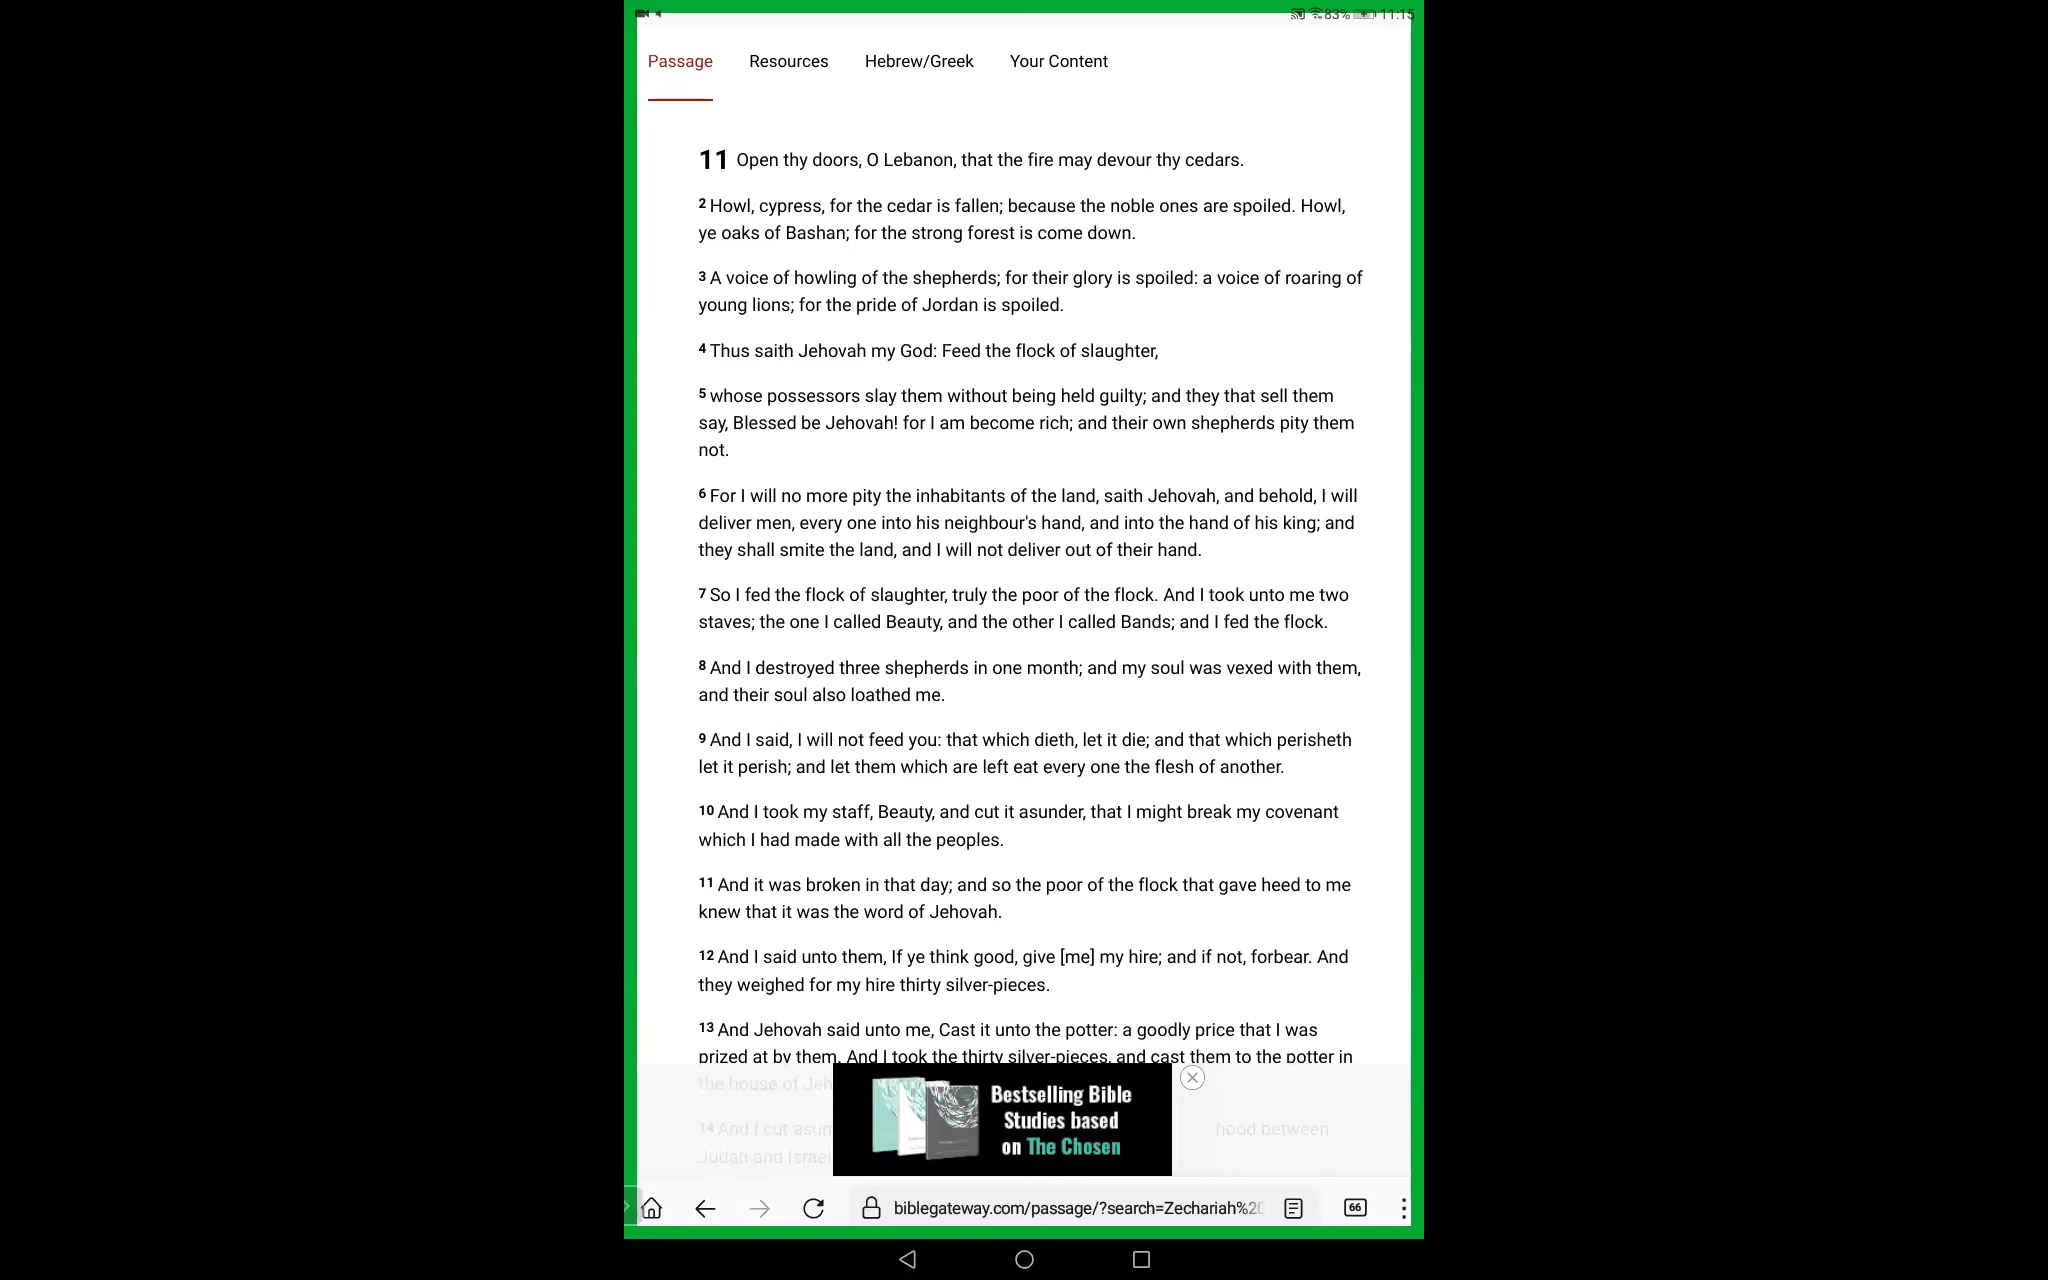 83% 11:15
Passage Resources Hebrew/Greek Your Content
11 Open thy doors, O Lebanon, that the fire may devour thy cedars.
2 Howl, cypress, for the cedar is fallen; because the noble ones are spoiled. Howl,
ye oaks of Bashan; for the strong forest is come down.
3 A voice of howling of the shepherds; for their glory is spoiled: a voice of roaring of
young lions; for the pride of Jordan is spoiled.
4 Thus saith Jehovah my God: Feed the flock of slaughter,
5 whose possessors slay them without being held guilty; and they that sell them
say, Blessed be Jehovah! for I am become rich; and their own shepherds pity them
not.
6 For I will no more pity the inhabitants of the land, saith Jehovah, and behold, I will
deliver men, every one into his neighbour's hand, and into the hand of his king; and
they shall smite the land, and I will not deliver out of their hand.
7 So I fed the flock of slaughter, truly the poor of the flock. And I took unto me two
staves; the one I called Beauty, and the other I called Bands; and I fed the flock.
8 And I destroyed three shepherds in one month; and my soul was vexed with them,
and their soul also loathed me.
9 And I said, I will not feed you: that which dieth, let it die; and that which perisheth
let it perish; and let them which are left eat every one the flesh of another.
10 And I took my staff, Beauty, and cut it asunder, that I might break my covenant
which I had made with all the peoples.
11 And it was broken in that day; and so the poor of the flock that gave heed to me
knew that it was the word of Jehovah.
12 And I said unto them, If ye think good, give [me] my hire; and if not, forbear. And
they weighed for my hire thirty silver-pieces.
13 And Jehovah said unto me, Cast it unto the potter: a goodly price that I was
prized at by them. And I took the thirty silver-pieces, and cast them to the potter in
the house of Jeh
14 And I cut asun hood between
Judah and Israel
Bestselling Bible
Studies based
on The Chosen
biblegateway.com/passage/?search=Zechariah%20 66